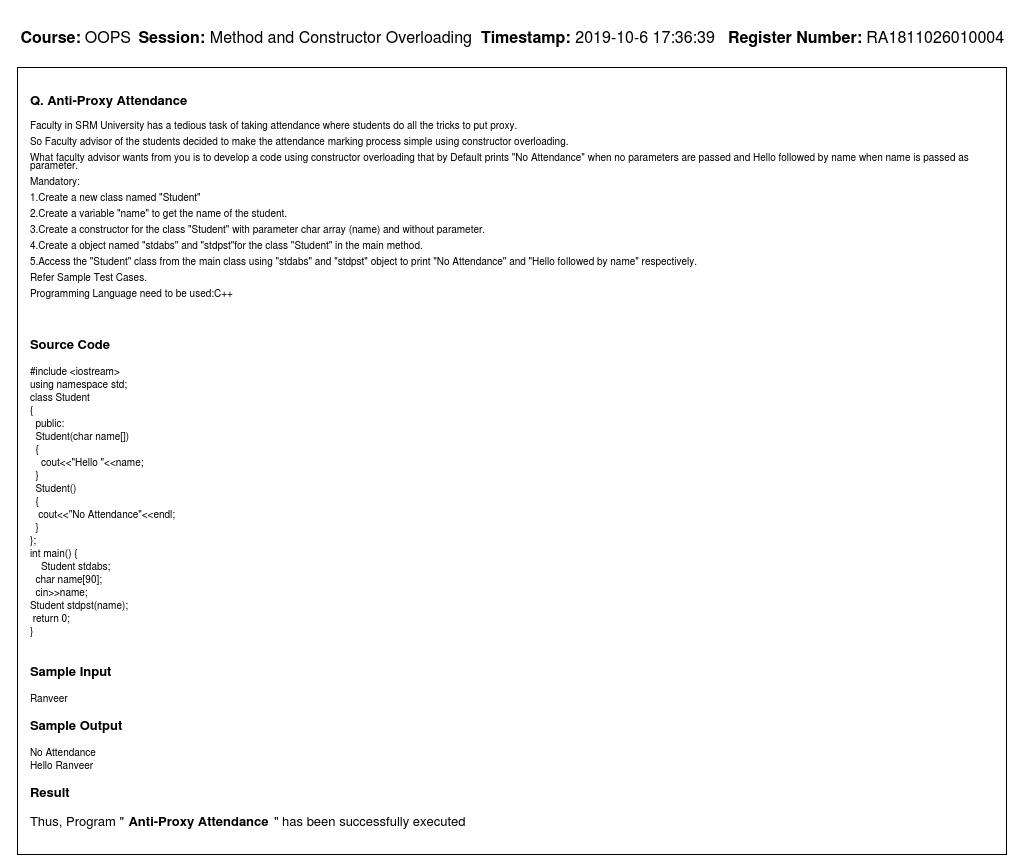 Course: OOPS Session: Method and Constructor Overloading Timestamp: 2019-10-6 17:36:39 Register Number: RA1811026010004
Q. Anti-Proxy Attendance
Faculty in SRM University has a tedious task of taking attendance where students do all the tricks to put proxy.
So Faculty advisor of the students decided to make the attendance marking process simple using constructor overloading.
What faculty advisor wants from you is to develop a code using constructor overloading that by Default prints "No Attendance" when no parameters are passed and Hello followed by name when name is passed as
parameter.
Mandatory:
1.Create a new class named "Student"
2.Create a variable "name" to get the name of the student.
3.Create a constructor for the class "Student" with parameter char array (name) and without parameter.
4.Create a object named "stdabs" and "stdpst"for the class "Student" in the main method.
5.Access the "Student" class from the main class using "stdabs" and "stdpst" object to print "No Attendance" and "Hello followed by name" respectively.
Refer Sample Test Cases.
Programming Language need to be used:C++
Source Code
#include <iostream>
using namespace std;
class Student
{
  public:
  Student(char name[])
  {
    cout<<"Hello "<<name;
  }
  Student()
  {
   cout<<"No Attendance"<<endl;
  }
};
int main() {
    Student stdabs;
  char name[90];
  cin>>name;
Student stdpst(name);
 return 0;
}
Sample Input
Ranveer
Sample Output
No Attendance
Hello Ranveer
Result
Thus, Program " Anti-Proxy Attendance " has been successfully executed